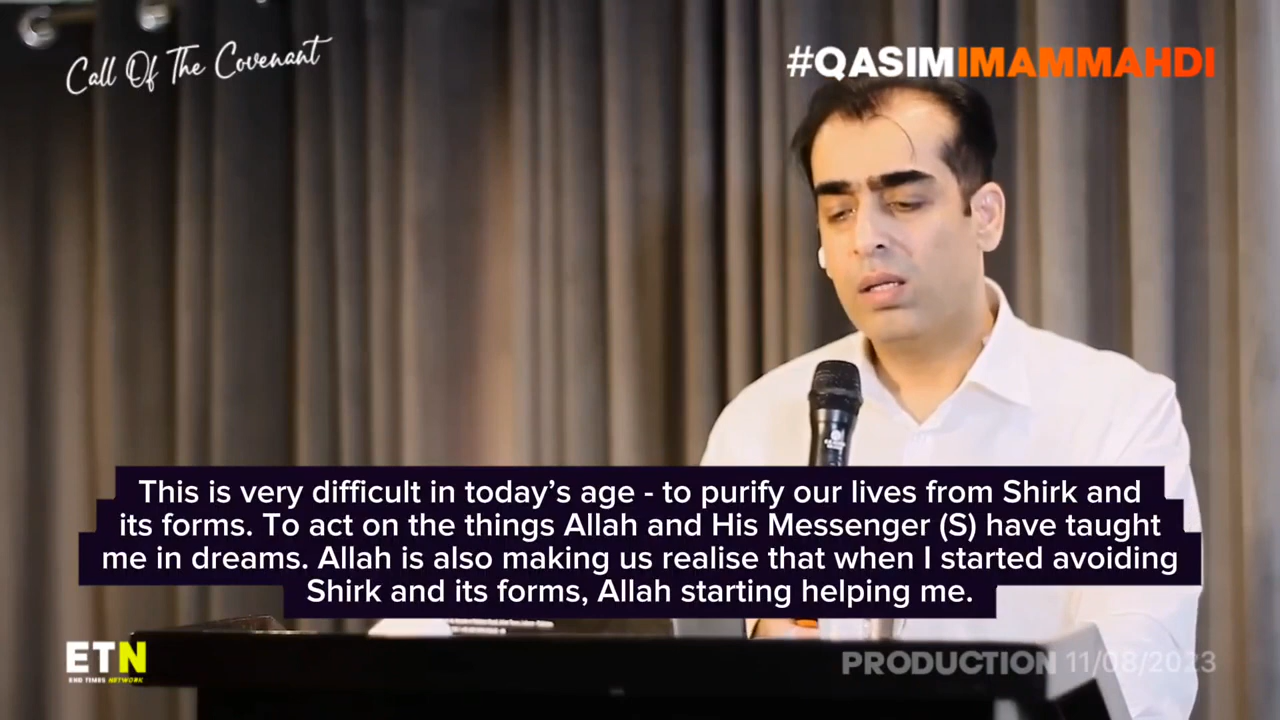 Call Of The Covenant
#QASIMIMAMMAHDI
This is very difficult in today’s age - to purify our lives from Shirk and
its forms. To act on the things Allah and His Messenger (S) have taught
me in dreams. Allah is also making us realise that when I started avoiding
Shirk and its forms, Allah starting helping me.
ETN
END TIMES NETWORK
PRODUCTION 11/08/2023